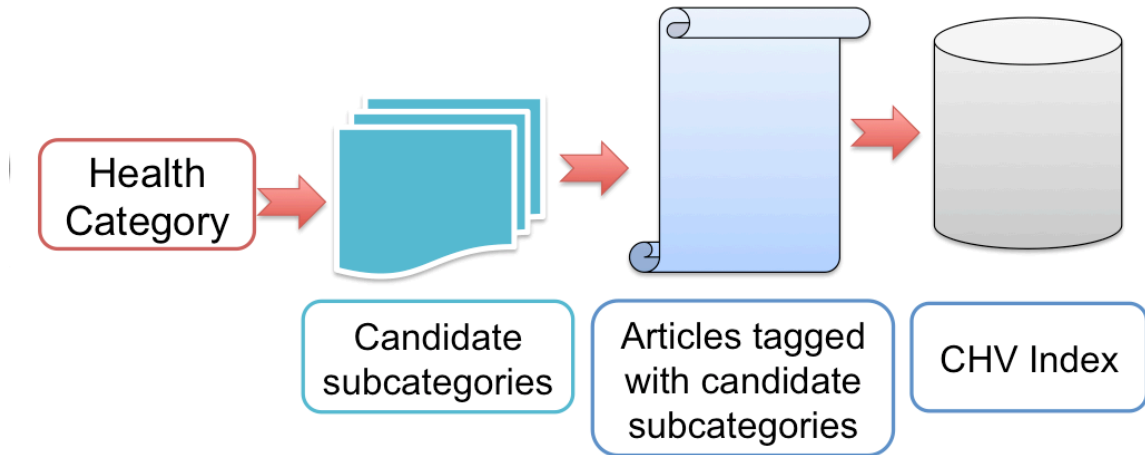 Health
Category
Candidate
subcategories
Articles tagged
with candidate
subcategories
CHV Index